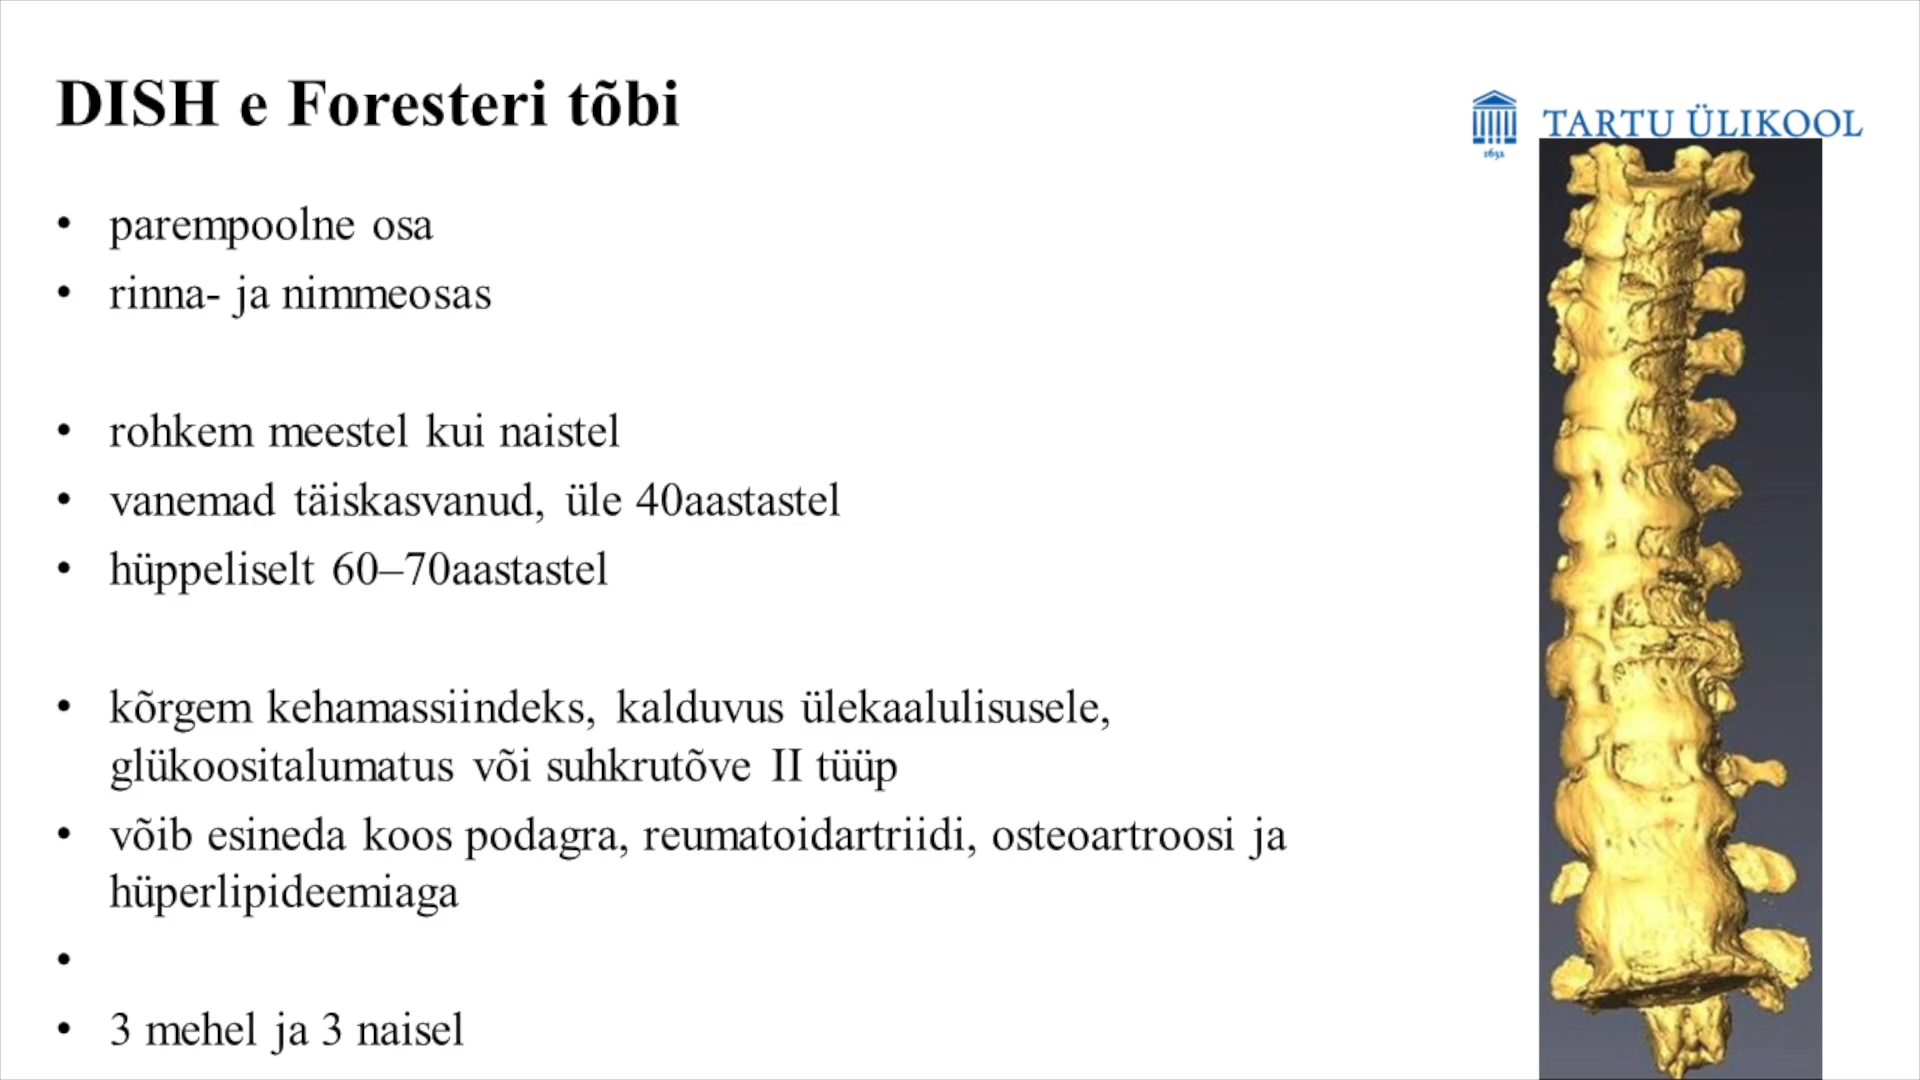 DISH e Foresteri tõbi
TARTU ÜLIKOOL
1632
• parempoolne osa
• rinna- ja nimmeosas
• rohkem meestel kui naistel
• vanemad täiskasvanud, üle 40aastastel
• hüppeliselt 60–70aastastel
• kõrgem kehamassiindeks, kalduvus ülekaalulisusele,
glükoositalumatus või suhkrutõve II tüüp
• võib esineda koos podagra, reumatoidartriidi, osteoartroosi ja
hüperlipideemiaga
•
• 3 mehel ja 3 naisel